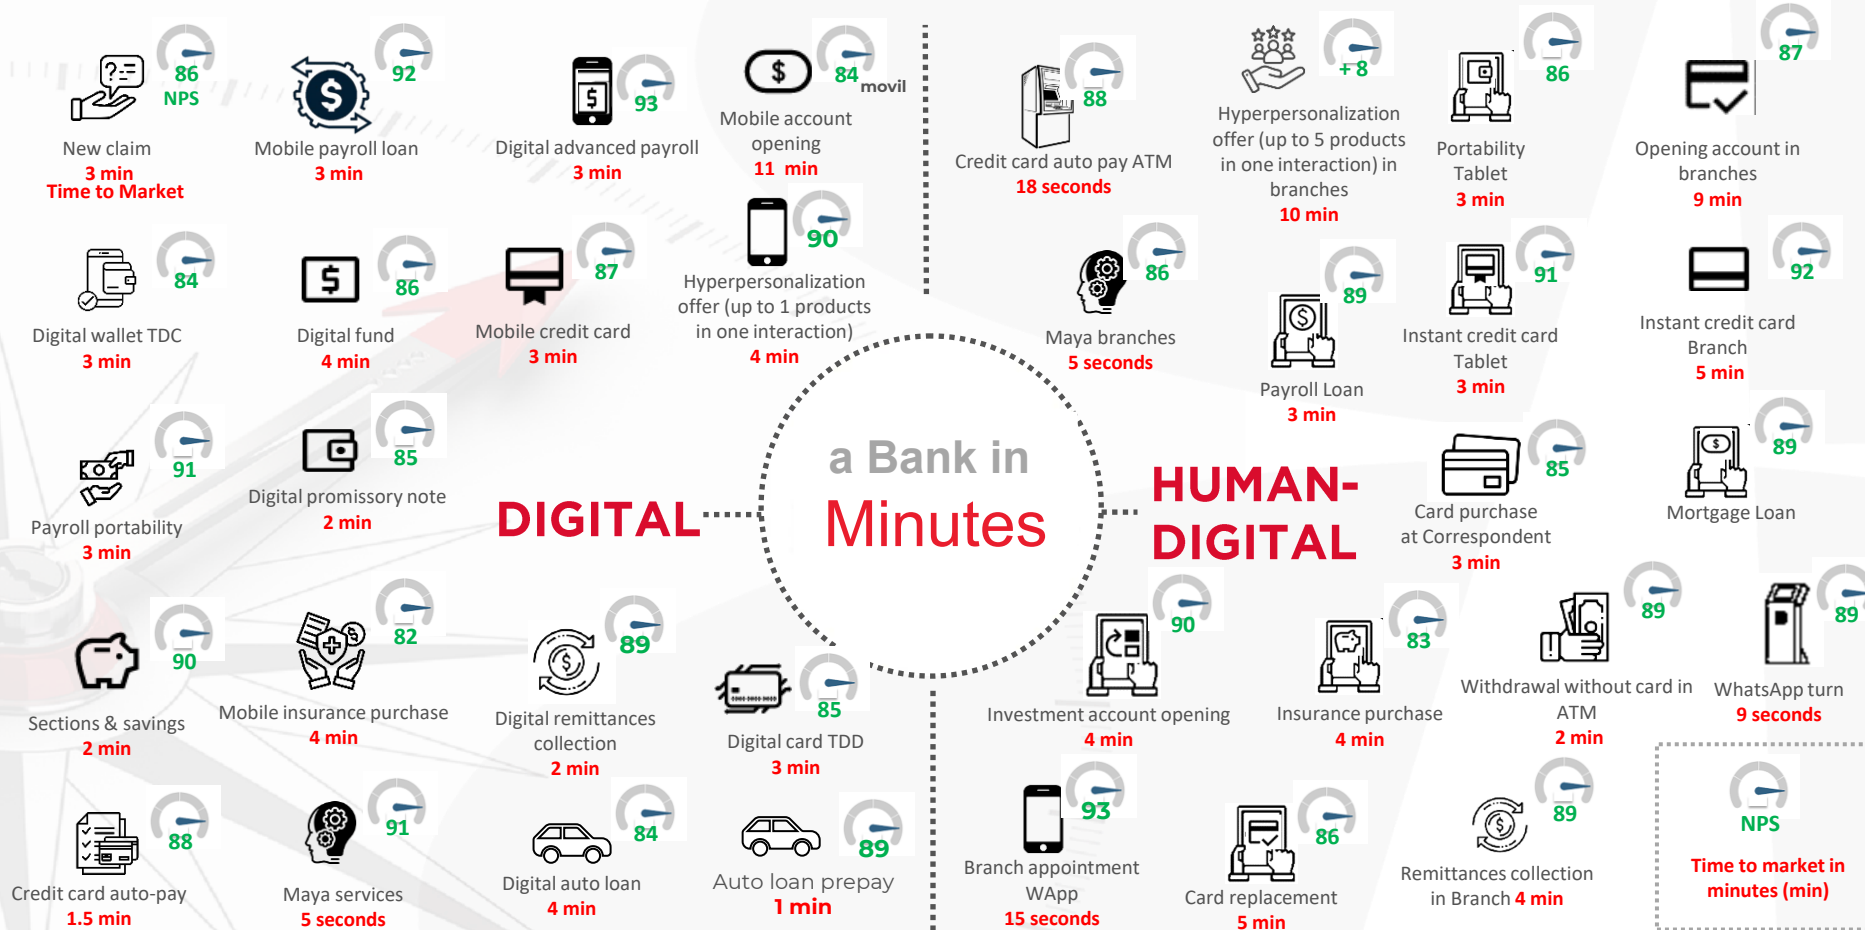 86
NPS
New claim
3 min
Time to Market
92
Mobile payroll loan
3 min
93
Digital advanced payroll
3 min
84
movil
Mobile account
opening
11 min
84
Digital wallet TDC
3 min
86
Digital fund
4 min
87
Mobile credit card
3 min
90
Hyperpersonalization
offer (up to 1 products
in one interaction)
4 min
91
Payroll portability
3 min
85
Digital promissory note
2 min
DIGITAL
90
Sections & savings
2 min
82
Mobile insurance purchase
4 min
89
Digital remittances
collection
2 min
85
Digital card TDD
3 min
88
Credit card auto-pay
1.5 min
91
Maya services
5 seconds
84
Digital auto loan
4 min
89
Auto loan prepay
1 min
a Bank in
Minutes
88
Credit card auto pay ATM
18 seconds
+ 8
Hyperpersonalization
offer (up to 5 products
in one interaction) in
branches
10 min
86
Portability
Tablet
3 min
87
Opening account in
branches
9 min
86
Maya branches
5 seconds
89
Payroll Loan
3 min
91
Instant credit card
Tablet
3 min
92
Instant credit card
Branch
5 min
HUMAN-
DIGITAL
85
Card purchase
at Correspondent
3 min
89
Mortgage Loan
90
Investment account opening
4 min
83
Insurance purchase
4 min
89
Withdrawal without card in
ATM
2 min
89
WhatsApp turn
9 seconds
93
Branch appointment
WApp
15 seconds
86
Card replacement
5 min
89
Remittances collection
in Branch 4 min
NPS
Time to market in
minutes (min)